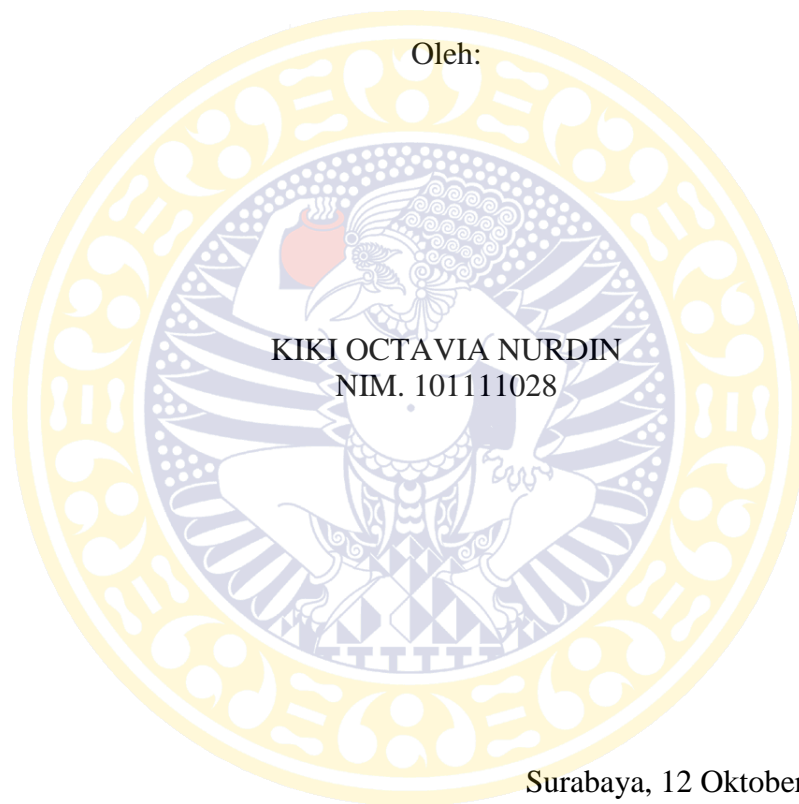 Oleh:
KIKI OCTAVIA NURDIN
NIM. 101111028
Surabaya, 12 Oktober